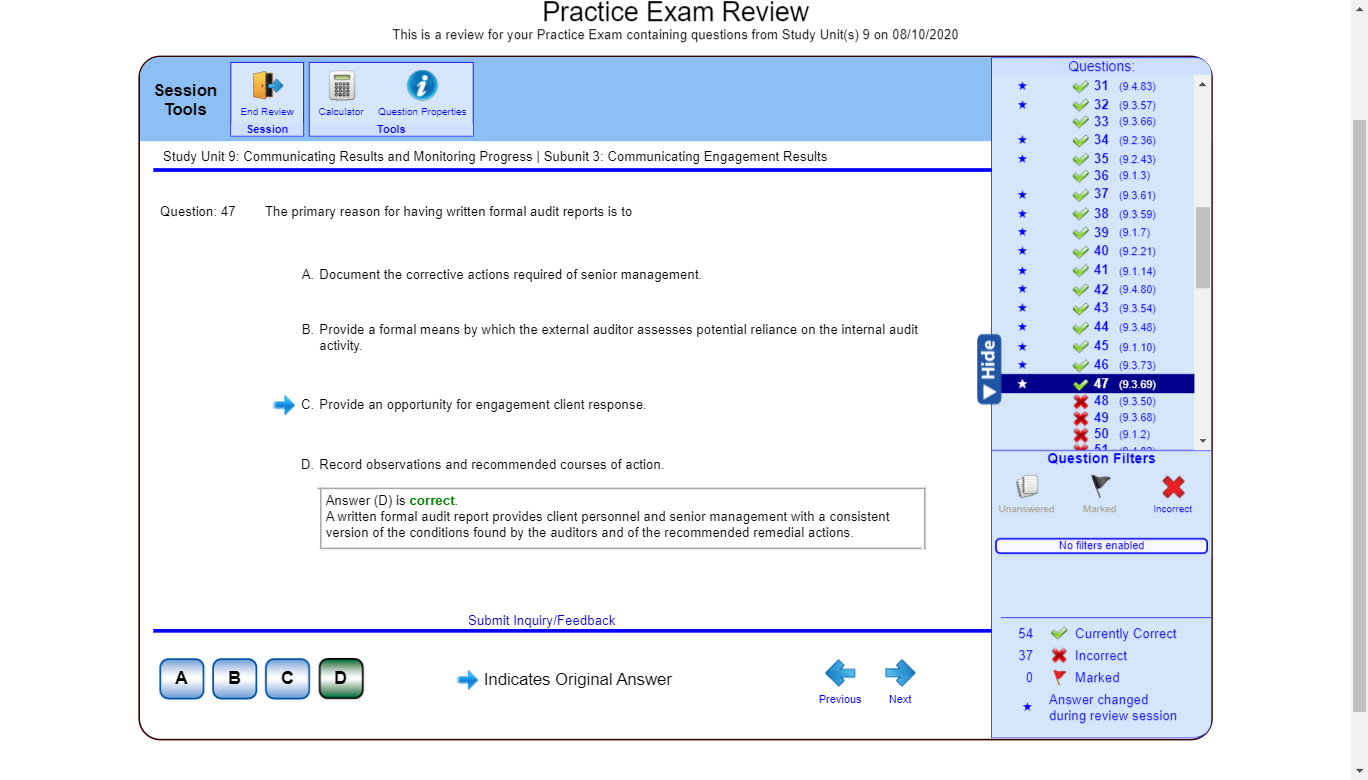 Practice Exam Review
This is a review for your Practice Exam containing questions from Study Unit(s) 9 on 08/10/2020
Session Tools
End Review
Session
Calculator
Question Properties
Tools
Study Unit 9: Communicating Results and Monitoring Progress | Subunit 3: Communicating Engagement Results
Question: 47 The primary reason for having written formal audit reports is to
A. Document the corrective actions required of senior management.
B. Provide a formal means by which the external auditor assesses potential reliance on the internal audit
activity.
C. Provide an opportunity for engagement client response.
D. Record observations and recommended courses of action.
Answer (D) is correct.
A written formal audit report provides client personnel and senior management with a consistent
version of the conditions found by the auditors and of the recommended remedial actions.
Submit Inquiry/Feedback
A B C D
Indicates Original Answer
Previous
Next
Questions:
31 (9.4.83)
32 (9.3.57)
33 (9.3.66)
34 (9.2.36)
35 (9.2.43)
36 (9.1.3)
37 (9.3.61)
38 (9.3.59)
39 (9.1.7)
40 (9.2.21)
41 (9.1.14)
42 (9.4.80)
43 (9.3.54)
44 (9.3.48)
45 (9.1.10)
46 (9.3.73)
47 (9.3.69)
48 (9.3.50)
49 (9.3.68)
50 (9.1.2)
51
Hide
Question Filters
Unanswered
Marked
Incorrect
No filters enabled
54 Currently Correct
37 Incorrect
0 Marked
Answer changed
during review session